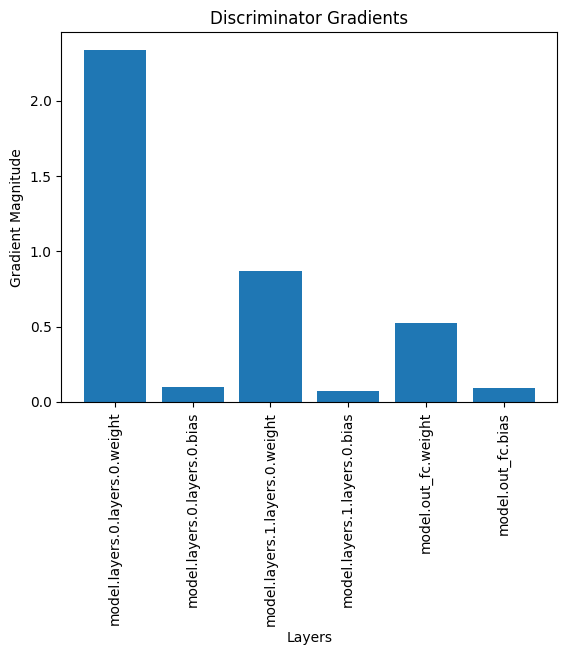 Discriminator Gradients
Gradient Magnitude
2.0
1.5
1.0
0.5
0.0
model.layers.0.layers.0.weight
model.layers.0.layers.0.bias
model.layers.1.layers.0.weight
model.layers.1.layers.0.bias
model.out_fc.weight
model.out_fc.bias
Layers